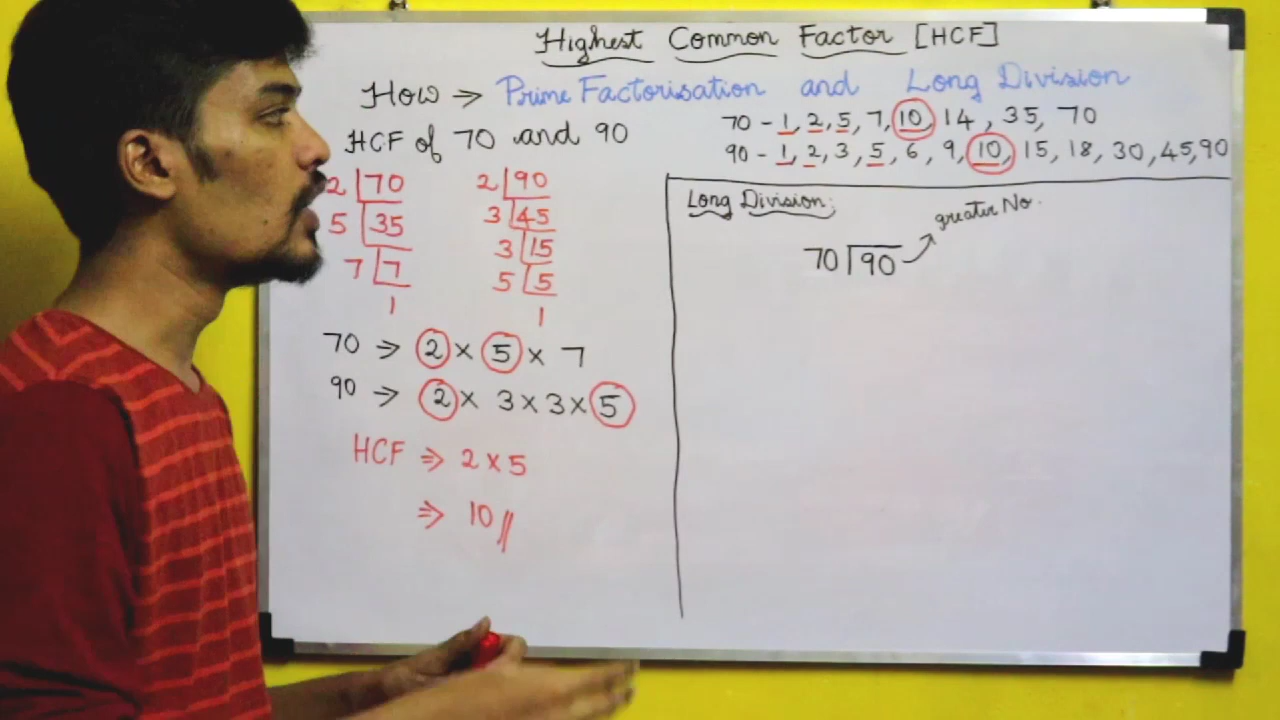 Highest Common Factor [HCF]
How ⇒ Prime Factorisation and Long Division
HCF of 70 and 90
70 - 1, 2, 5, 7, 10, 14, 35, 70
90 - 1, 2, 3, 5, 6, 9, 10, 15, 18, 30, 45, 90
2 70
5 35
7 7
1
2 90
3 45
3 15
5 5
1
70 ⇒ 2 × 5 × 7
90 ⇒ 2 × 3 × 3 × 5
HCF ⇒ 2 × 5
⇒ 10 //
Long Division:
greater No.
70 90